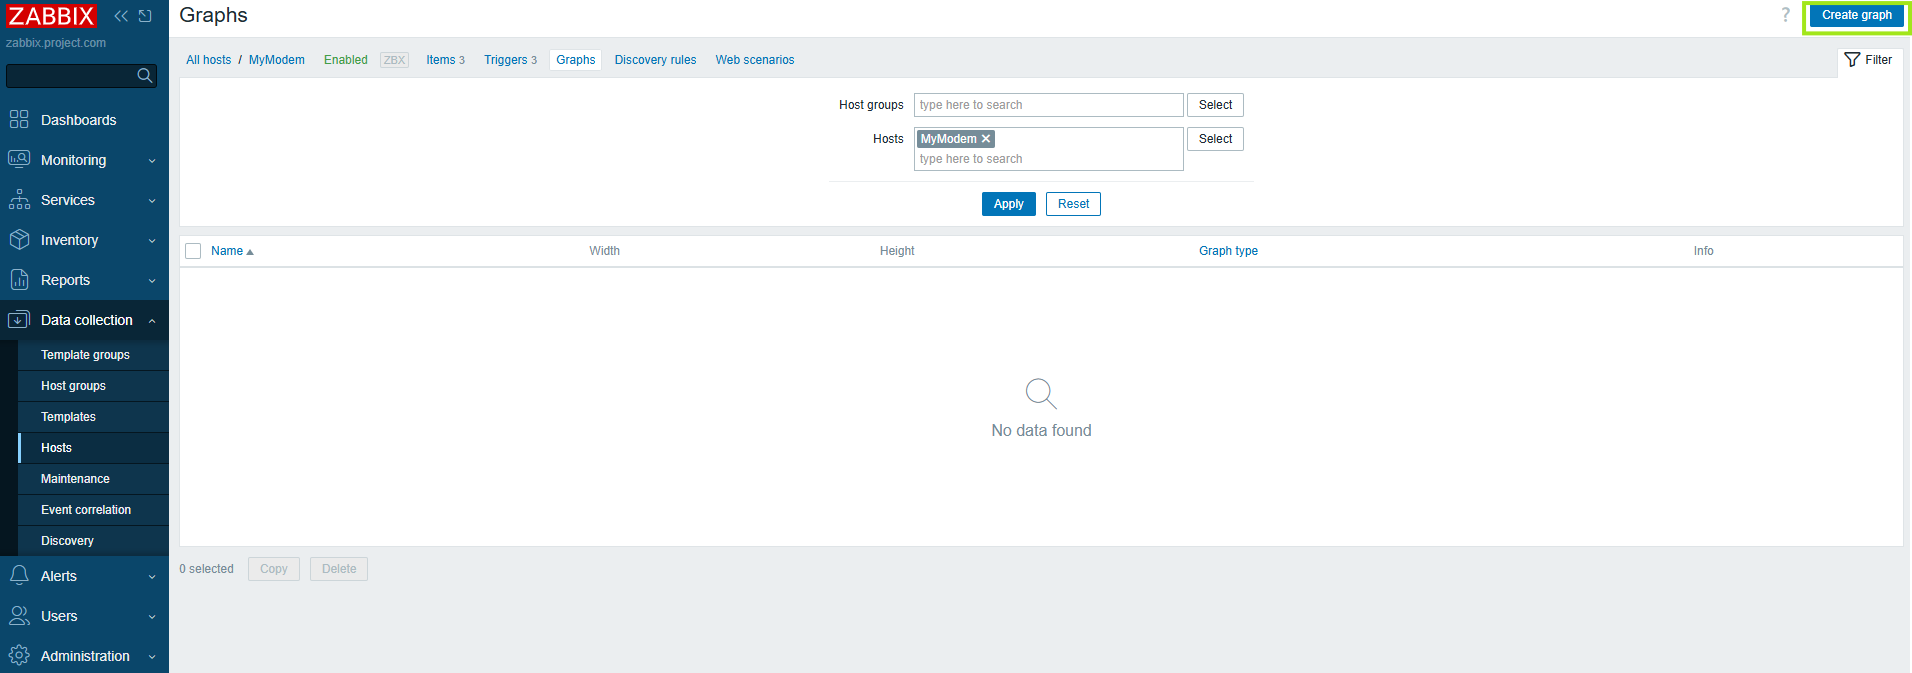 ZABBIX
zabbix.project.com
Dashboards
Monitoring
Services
Inventory
Reports
Data collection
Template groups
Host groups
Templates
Hosts
Maintenance
Event correlation
Discovery
Alerts
Users
Administration
Graphs
? Create graph
All hosts / MyModem Enabled ZBX Items 3 Triggers 3 Graphs Discovery rules Web scenarios
Filter
Host groups type here to search Select
Hosts MyModem Select
type here to search
Apply Reset
Name Width Height Graph type Info
No data found
0 selected Copy Delete